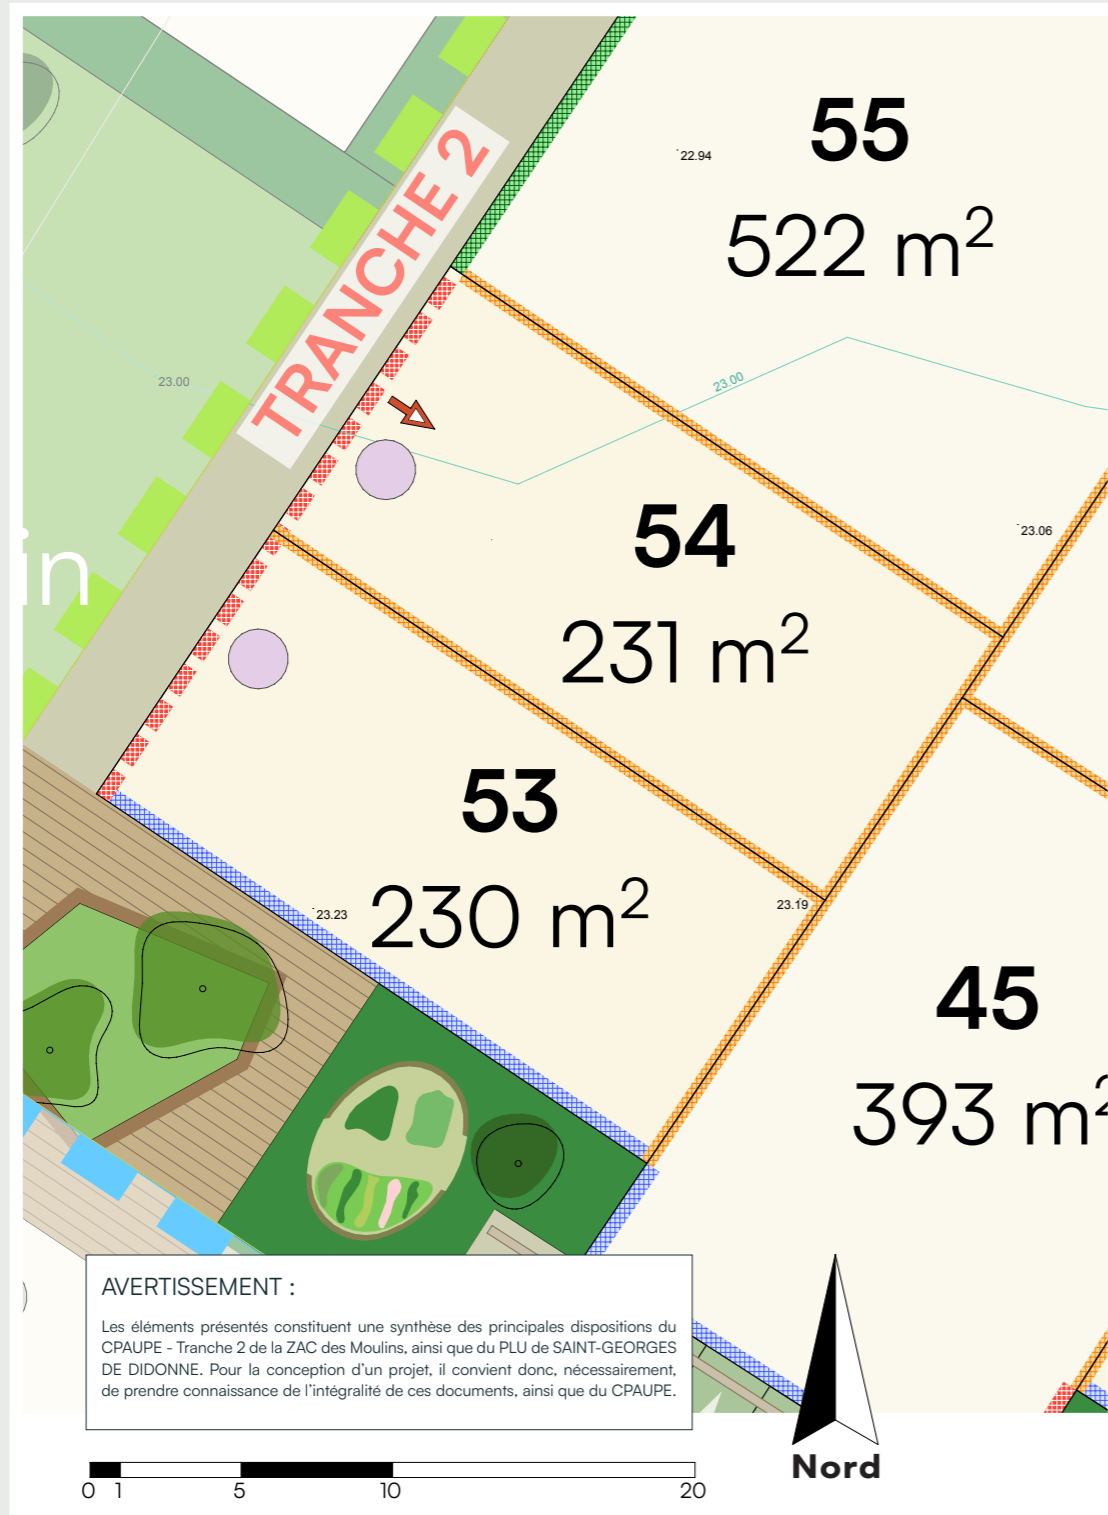 55
22.94
522 m²
TRANCHE 2
23.00
23.00
54
23.06
in
231 m²
53
230 m²
23.23
23.19
45
393 m²
AVERTISSEMENT :
Les éléments présentés constituent une synthèse des principales dispositions du
CPAUPE - Tranche 2 de la ZAC des Moulins, ainsi que du PLU de SAINT-GEORGES
DE DIDONNE. Pour la conception d'un projet, il convient donc, nécessairement,
de prendre connaissance de l'intégralité de ces documents, ainsi que du CPAUPE.
Nord
0 1 5 10 20